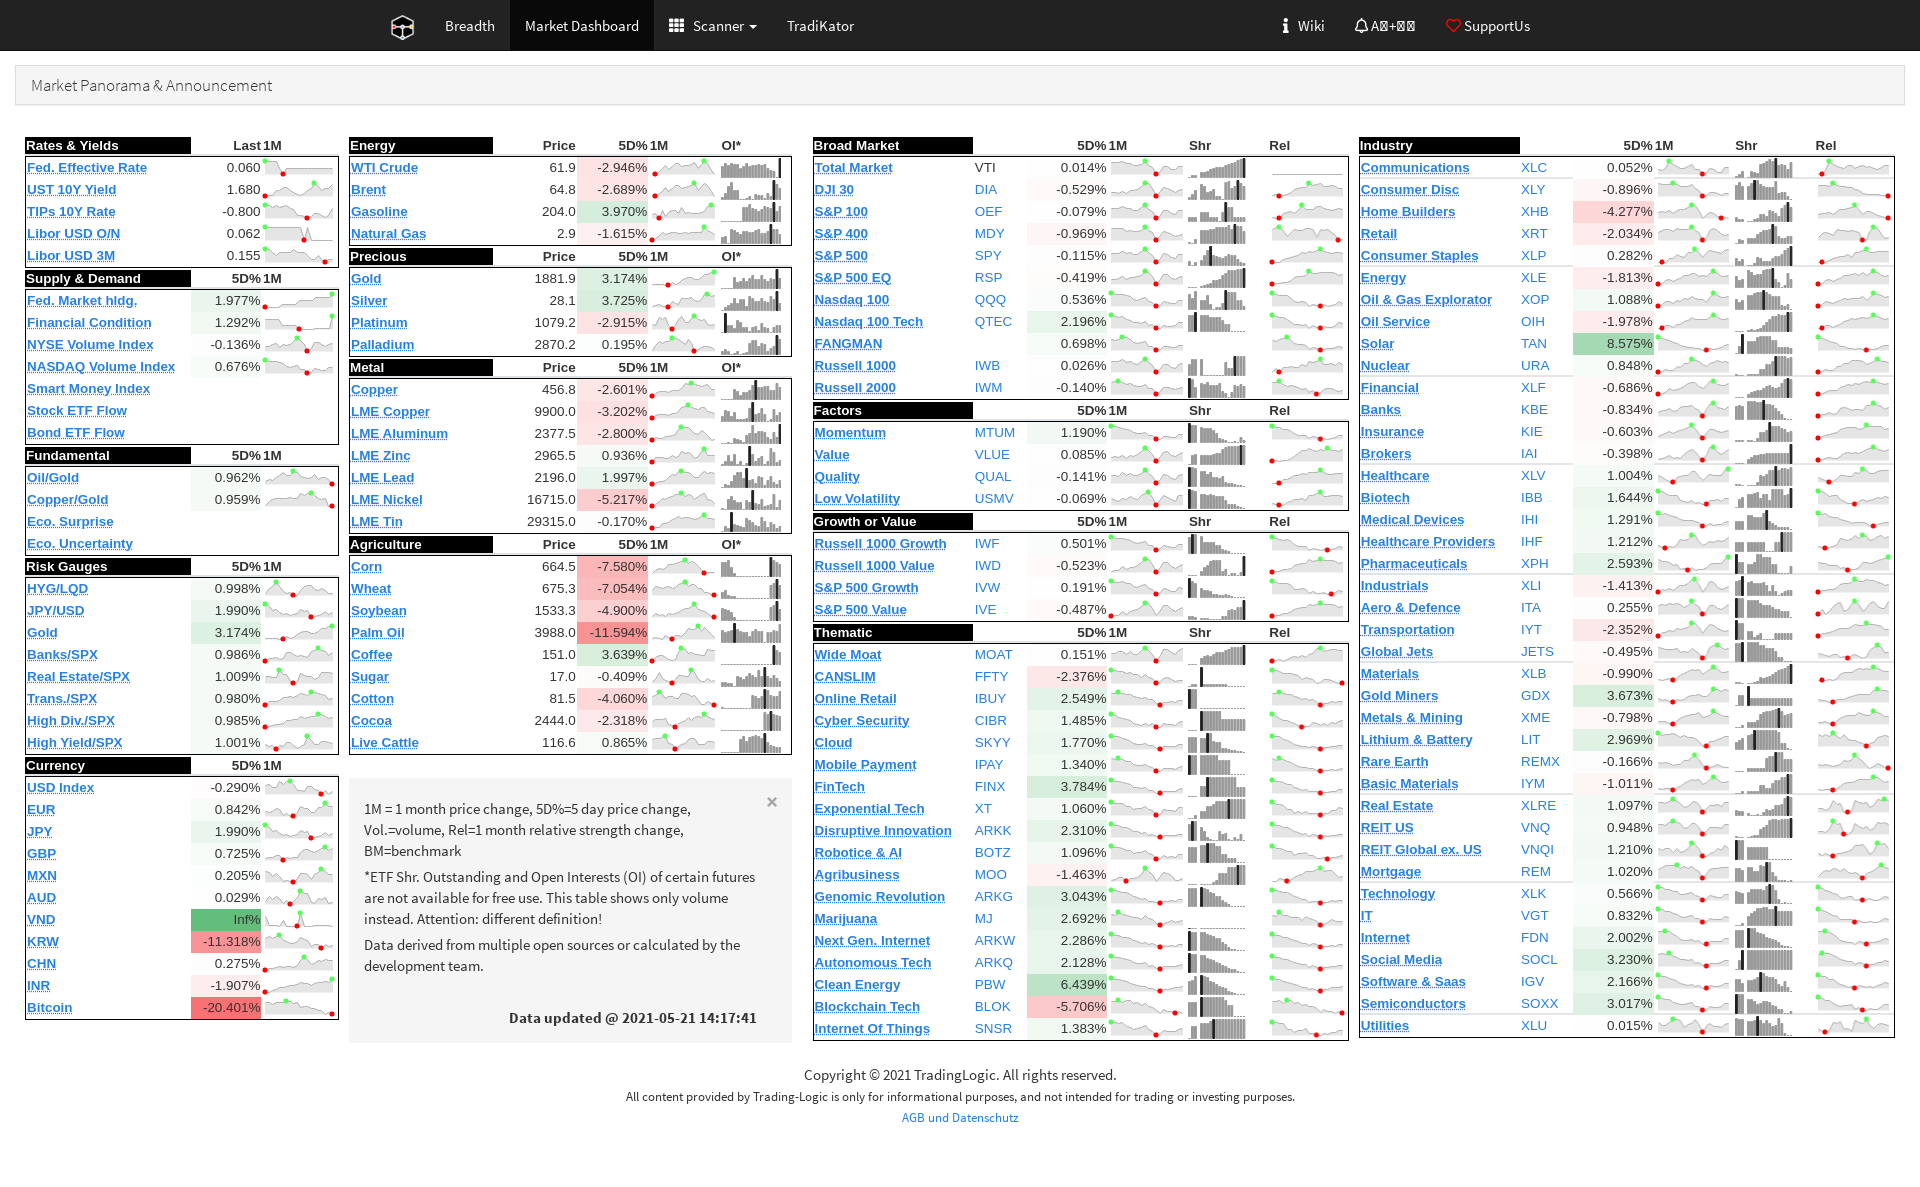 Breadth Market Dashboard Scanner TradiKator Wiki SupportUs
Market Panorama & Announcement
Rates & Yields Last 1M
Fed. Effective Rate 0.060
UST 10Y Yield 1.680
TIPs 10Y Rate -0.800
Libor USD O/N 0.062
Libor USD 3M 0.155
Supply & Demand 5D% 1M
Fed. Market hldg. 1.977%
Financial Condition 1.292%
NYSE Volume Index -0.136%
NASDAQ Volume Index 0.676%
Smart Money Index
Stock ETF Flow
Bond ETF Flow
Fundamental 5D% 1M
Oil/Gold 0.962%
Copper/Gold 0.959%
Eco. Surprise
Eco. Uncertainty
Risk Gauges 5D% 1M
HYG/LQD 0.998%
JPY/USD 1.990%
Gold 3.174%
Banks/SPX 0.986%
Real Estate/SPX 1.009%
Trans./SPX 0.980%
High Div./SPX 0.985%
High Yield/SPX 1.001%
Currency 5D% 1M
USD Index -0.290%
EUR 0.842%
JPY 1.990%
GBP 0.725%
MXN 0.205%
AUD 0.029%
VND Inf%
KRW -11.318%
CHN 0.275%
INR -1.907%
Bitcoin -20.401%
Energy Price 5D% 1M OI*
WTI Crude 61.9 -2.946%
Brent 64.8 -2.689%
Gasoline 204.0 3.970%
Natural Gas 2.9 -1.615%
Precious Price 5D% 1M OI*
Gold 1881.9 3.174%
Silver 28.1 3.725%
Platinum 1079.2 -2.915%
Palladium 2870.2 0.195%
Metal Price 5D% 1M OI*
Copper 456.8 -2.601%
LME Copper 9900.0 -3.202%
LME Aluminum 2377.5 -2.800%
LME Zinc 2965.5 0.936%
LME Lead 2196.0 1.997%
LME Nickel 16715.0 -5.217%
LME Tin 29315.0 -0.170%
Agriculture Price 5D% 1M OI*
Corn 664.5 -7.580%
Wheat 675.3 -7.054%
Soybean 1533.3 -4.900%
Palm Oil 3988.0 -11.594%
Coffee 151.0 3.639%
Sugar 17.0 -0.409%
Cotton 81.5 -4.060%
Cocoa 2444.0 -2.318%
Live Cattle 116.6 0.865%
×
1M = 1 month price change, 5D%=5 day price change,
Vol.=volume, Rel=1 month relative strength change,
BM=benchmark
*ETF Shr. Outstanding and Open Interests (OI) of certain futures
are not available for free use. This table shows only volume
instead. Attention: different definition!
Data derived from multiple open sources or calculated by the
development team.
Data updated @ 2021-05-21 14:17:41
Broad Market 5D% 1M Shr Rel
Total Market VTI 0.014%
DJI 30 DIA -0.529%
S&P 100 OEF -0.079%
S&P 400 MDY -0.969%
S&P 500 SPY -0.115%
S&P 500 EQ RSP -0.419%
Nasdaq 100 QQQ 0.536%
Nasdaq 100 Tech QTEC 2.196%
FANGMAN 0.698%
Russell 1000 IWB 0.026%
Russell 2000 IWM -0.140%
Factors 5D% 1M Shr Rel
Momentum MTUM 1.190%
Value VLUE 0.085%
Quality QUAL -0.141%
Low Volatility USMV -0.069%
Growth or Value 5D% 1M Shr Rel
Russell 1000 Growth IWF 0.501%
Russell 1000 Value IWD -0.523%
S&P 500 Growth IVW 0.191%
S&P 500 Value IVE -0.487%
Thematic 5D% 1M Shr Rel
Wide Moat MOAT 0.151%
CANSLIM FFTY -2.376%
Online Retail IBUY 2.549%
Cyber Security CIBR 1.485%
Cloud SKYY 1.770%
Mobile Payment IPAY 1.340%
FinTech FINX 3.784%
Exponential Tech XT 1.060%
Disruptive Innovation ARKK 2.310%
Robotice & AI BOTZ 1.096%
Agribusiness MOO -1.463%
Genomic Revolution ARKG 3.043%
Marijuana MJ 2.692%
Next Gen. Internet ARKW 2.286%
Autonomous Tech ARKQ 2.128%
Clean Energy PBW 6.439%
Blockchain Tech BLOK -5.706%
Internet Of Things SNSR 1.383%
Industry 5D% 1M Shr Rel
Communications XLC 0.052%
Consumer Disc XLY -0.896%
Home Builders XHB -4.277%
Retail XRT -2.034%
Consumer Staples XLP 0.282%
Energy XLE -1.813%
Oil & Gas Explorator XOP 1.088%
Oil Service OIH -1.978%
Solar TAN 8.575%
Nuclear URA 0.848%
Financial XLF -0.686%
Banks KBE -0.834%
Insurance KIE -0.603%
Brokers IAI -0.398%
Healthcare XLV 1.004%
Biotech IBB 1.644%
Medical Devices IHI 1.291%
Healthcare Providers IHF 1.212%
Pharmaceuticals XPH 2.593%
Industrials XLI -1.413%
Aero & Defence ITA 0.255%
Transportation IYT -2.352%
Global Jets JETS -0.495%
Materials XLB -0.990%
Gold Miners GDX 3.673%
Metals & Mining XME -0.798%
Lithium & Battery LIT 2.969%
Rare Earth REMX -0.166%
Basic Materials IYM -1.011%
Real Estate XLRE 1.097%
REIT US VNQ 0.948%
REIT Global ex. US VNQI 1.210%
Mortgage REM 1.020%
Technology XLK 0.566%
IT VGT 0.832%
Internet FDN 2.002%
Social Media SOCL 3.230%
Software & Saas IGV 2.166%
Semiconductors SOXX 3.017%
Utilities XLU 0.015%
Copyright © 2021 TradingLogic. All rights reserved.
All content provided by Trading-Logic is only for informational purposes, and not intended for trading or investing purposes.
AGB und Datenschutz